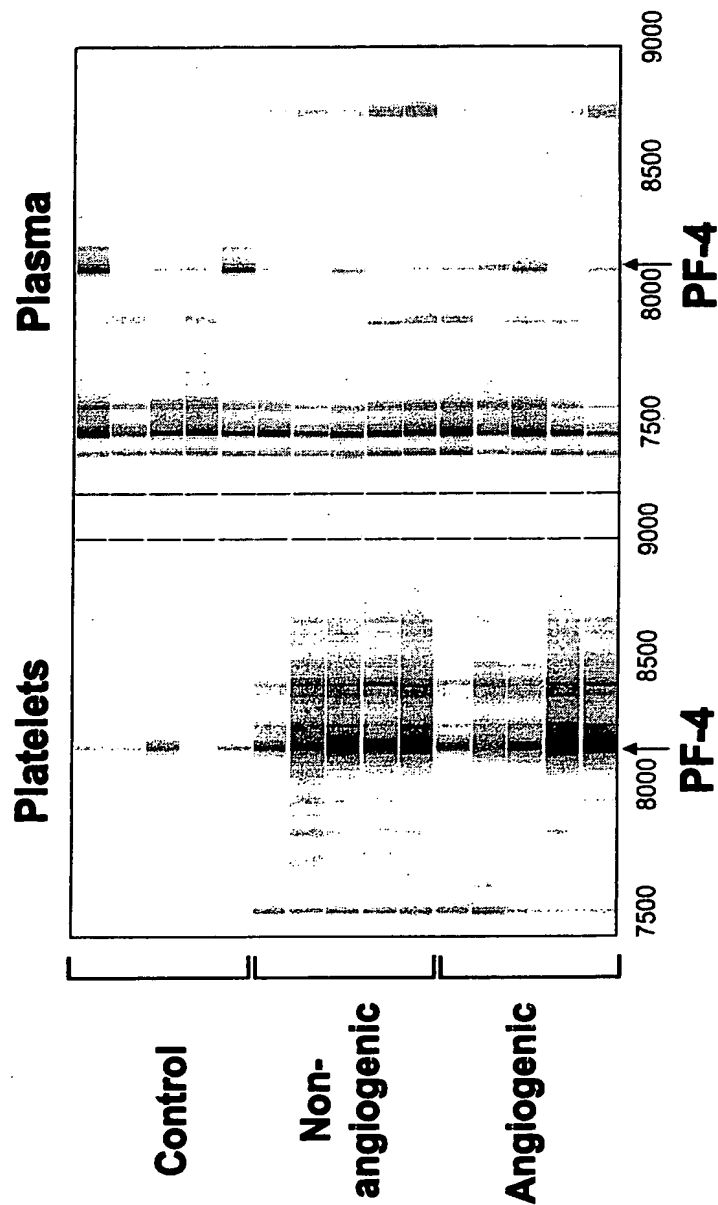 Platelets
Plasma
Control
Non-
angiogenic
Angiogenic
7500 8000 8500 9000
7500 8000 8500 9000
PF-4
PF-4